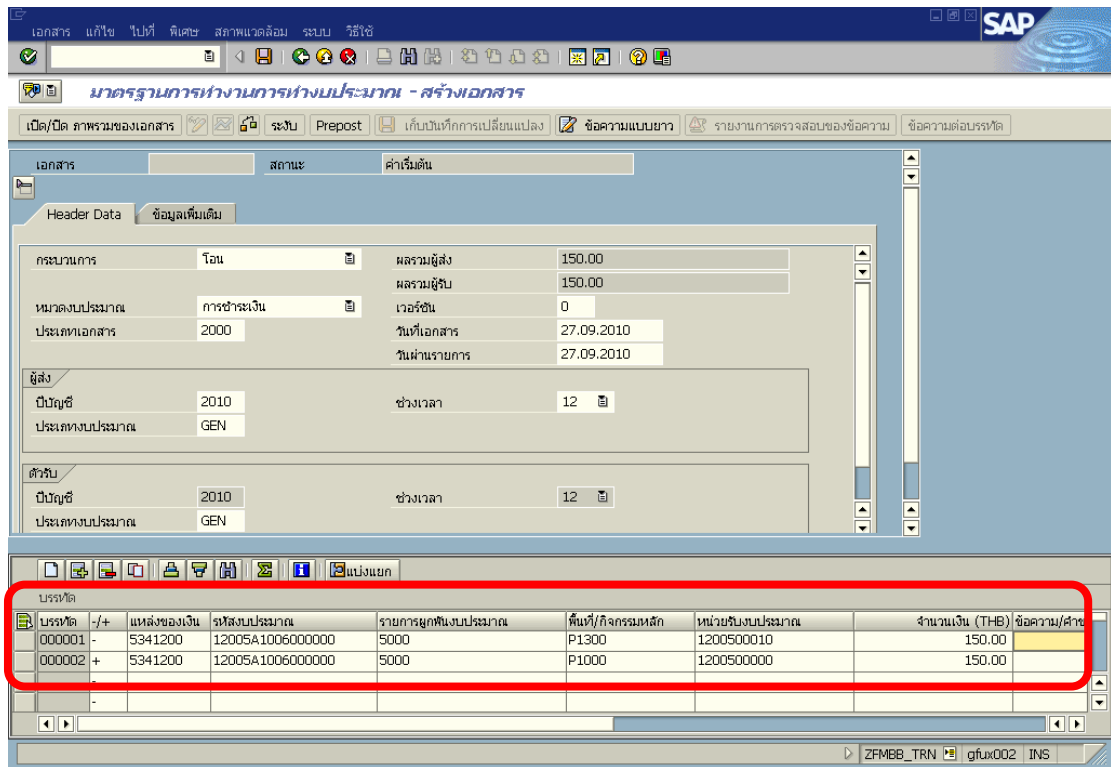 เอกสาร แก้ไข ไปที่ พิเศษ สภาพแวดล้อม ระบบ วิธีใช้
SAP
มาตรฐานการทำงานการทำงบประมาณ - สร้างเอกสาร
เปิด/ปิด ภาพรวมของเอกสาร ระงับ Prepost เก็บบันทึกการเปลี่ยนแปลง ข้อความแบบยาว รายงานการตรวจสอบของข้อความ ข้อความต่อบรรทัด
เอกสาร สถานะ ค่าเริ่มต้น
Header Data ข้อมูลเพิ่มเติม
กระบวนการ โอน ผลรวมผู้ส่ง 150.00
ผลรวมผู้รับ 150.00
หมวดงบประมาณ การชำระเงิน เวอร์ชัน 0
ประเภทเอกสาร 2000 วันที่เอกสาร 27.09.2010
วันผ่านรายการ 27.09.2010
ผู้ส่ง
ปีบัญชี 2010 ช่วงเวลา 12
ประเภทงบประมาณ GEN
ตัวรับ
ปีบัญชี 2010 ช่วงเวลา 12
ประเภทงบประมาณ GEN
แบ่งแยก
บรรทัด
บรรทัด -/+ แหล่งของเงิน รหัสงบประมาณ รายการผูกพันงบประมาณ พื้นที่/กิจกรรมหลัก หน่วยรับงบประมาณ จำนวนเงิน (THB) ข้อความ/คำข
000001 - 5341200 12005A1006000000 5000 P1300 1200500010 150.00
000002 + 5341200 12005A1006000000 5000 P1000 1200500000 150.00
-
-
ZFMBB_TRN gfux002 INS